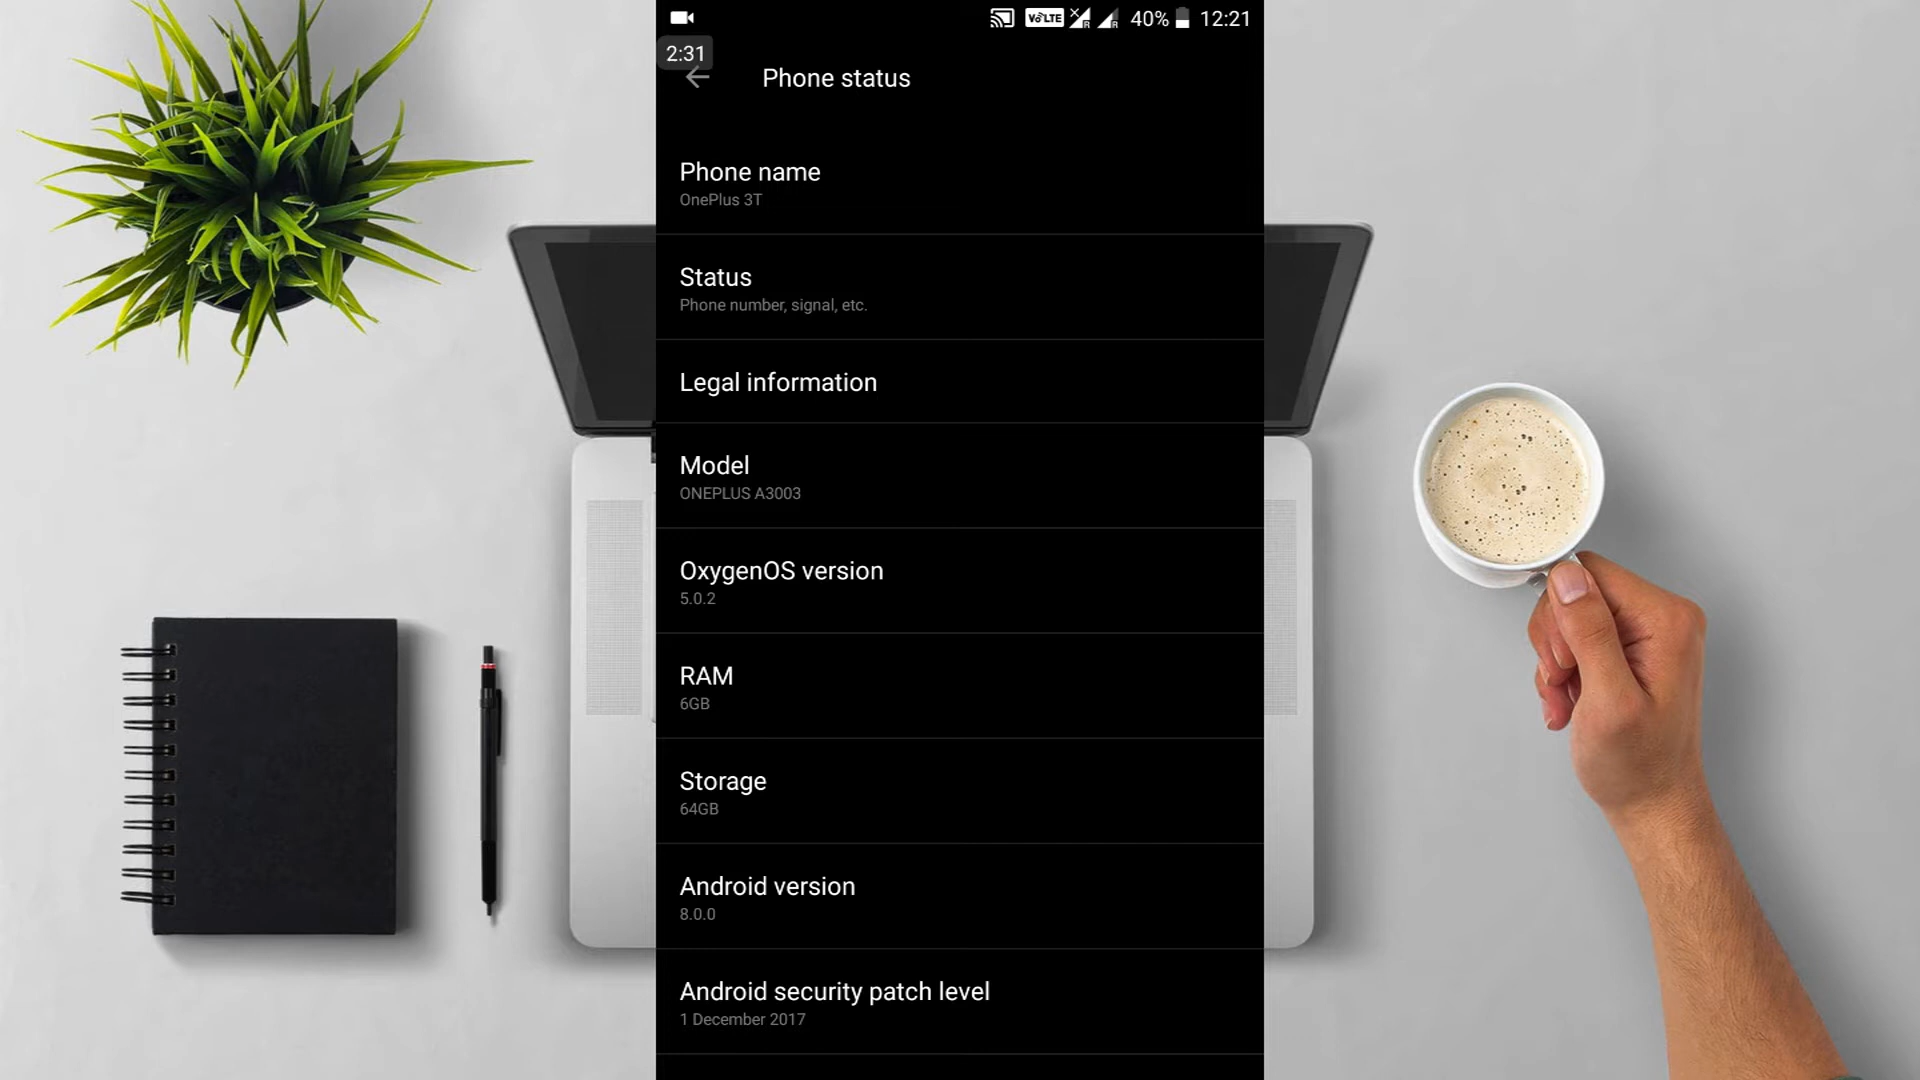 VoLTE R R 40% 12:21
2:31
Phone status
Phone name
OnePlus 3T
Status
Phone number, signal, etc.
Legal information
Model
ONEPLUS A3003
OxygenOS version
5.0.2
RAM
6GB
Storage
64GB
Android version
8.0.0
Android security patch level
1 December 2017